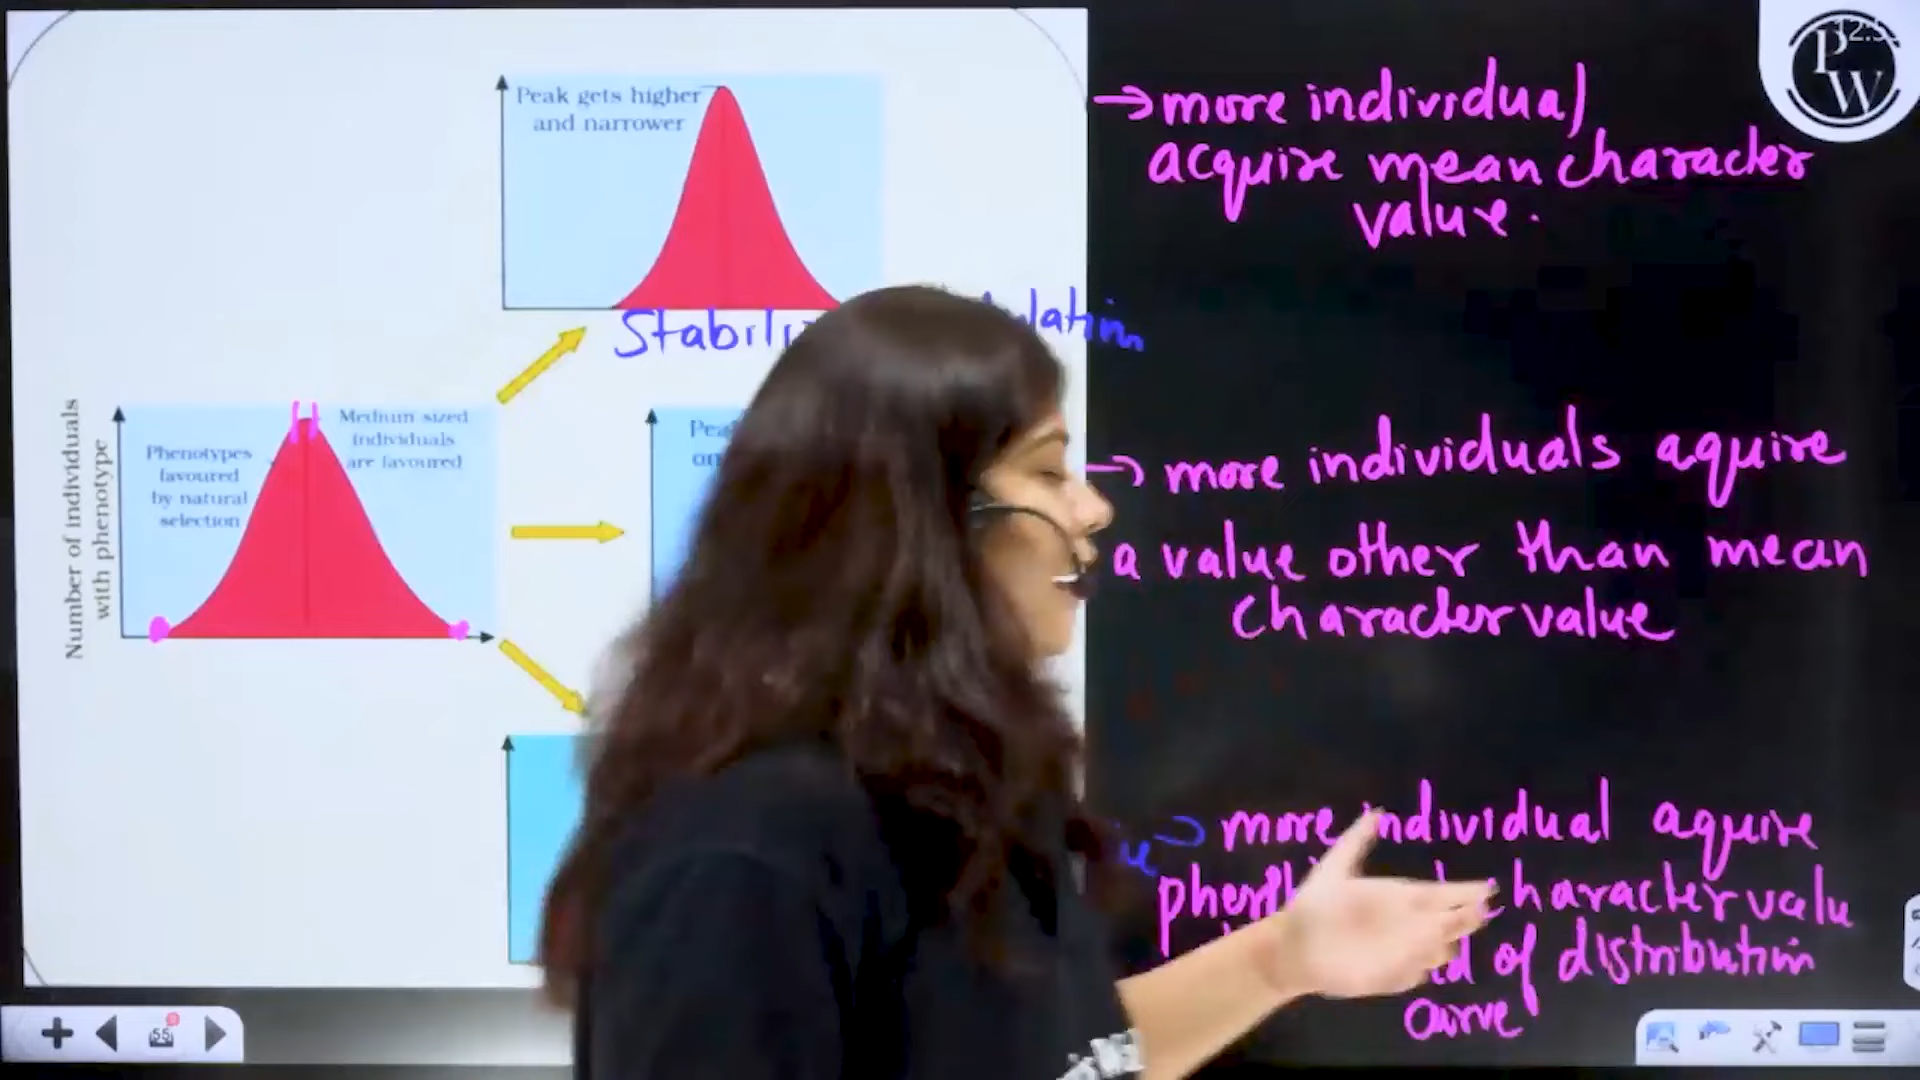 Peak gets higher
and narrower
Number of individuals
with phenotype
Phenotypes
favoured
by natural
selection
Medium sized
individuals
are favoured
→ more individual
acquire mean character
value.
→ more individuals aquire
a value other than mean
character value
→ more individual aquire
character valu
of distribution
curve
P
W
55